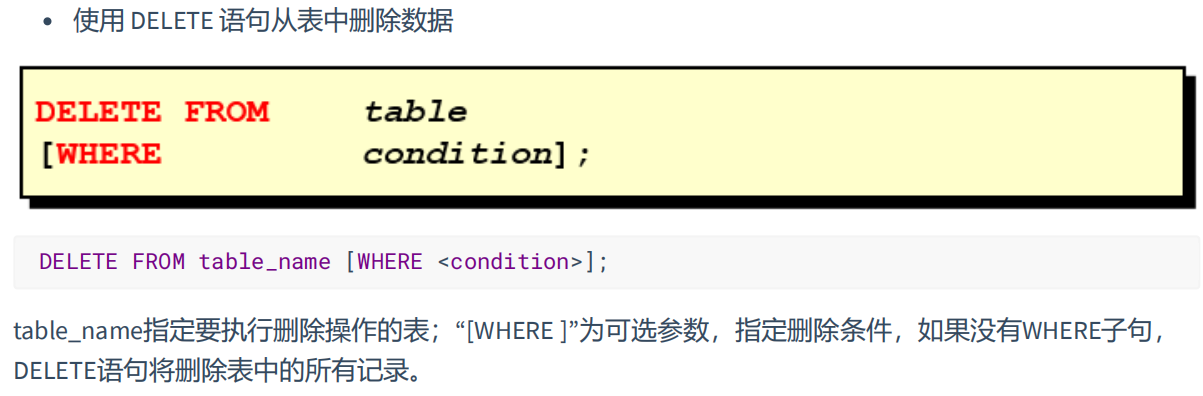 • 使用 DELETE 语句从表中删除数据
DELETE FROM table
[WHERE condition];
DELETE FROM table_name [WHERE <condition>];
table_name指定要执行删除操作的表；“[WHERE ]”为可选参数，指定删除条件，如果没有WHERE子句，
DELETE语句将删除表中的所有记录。